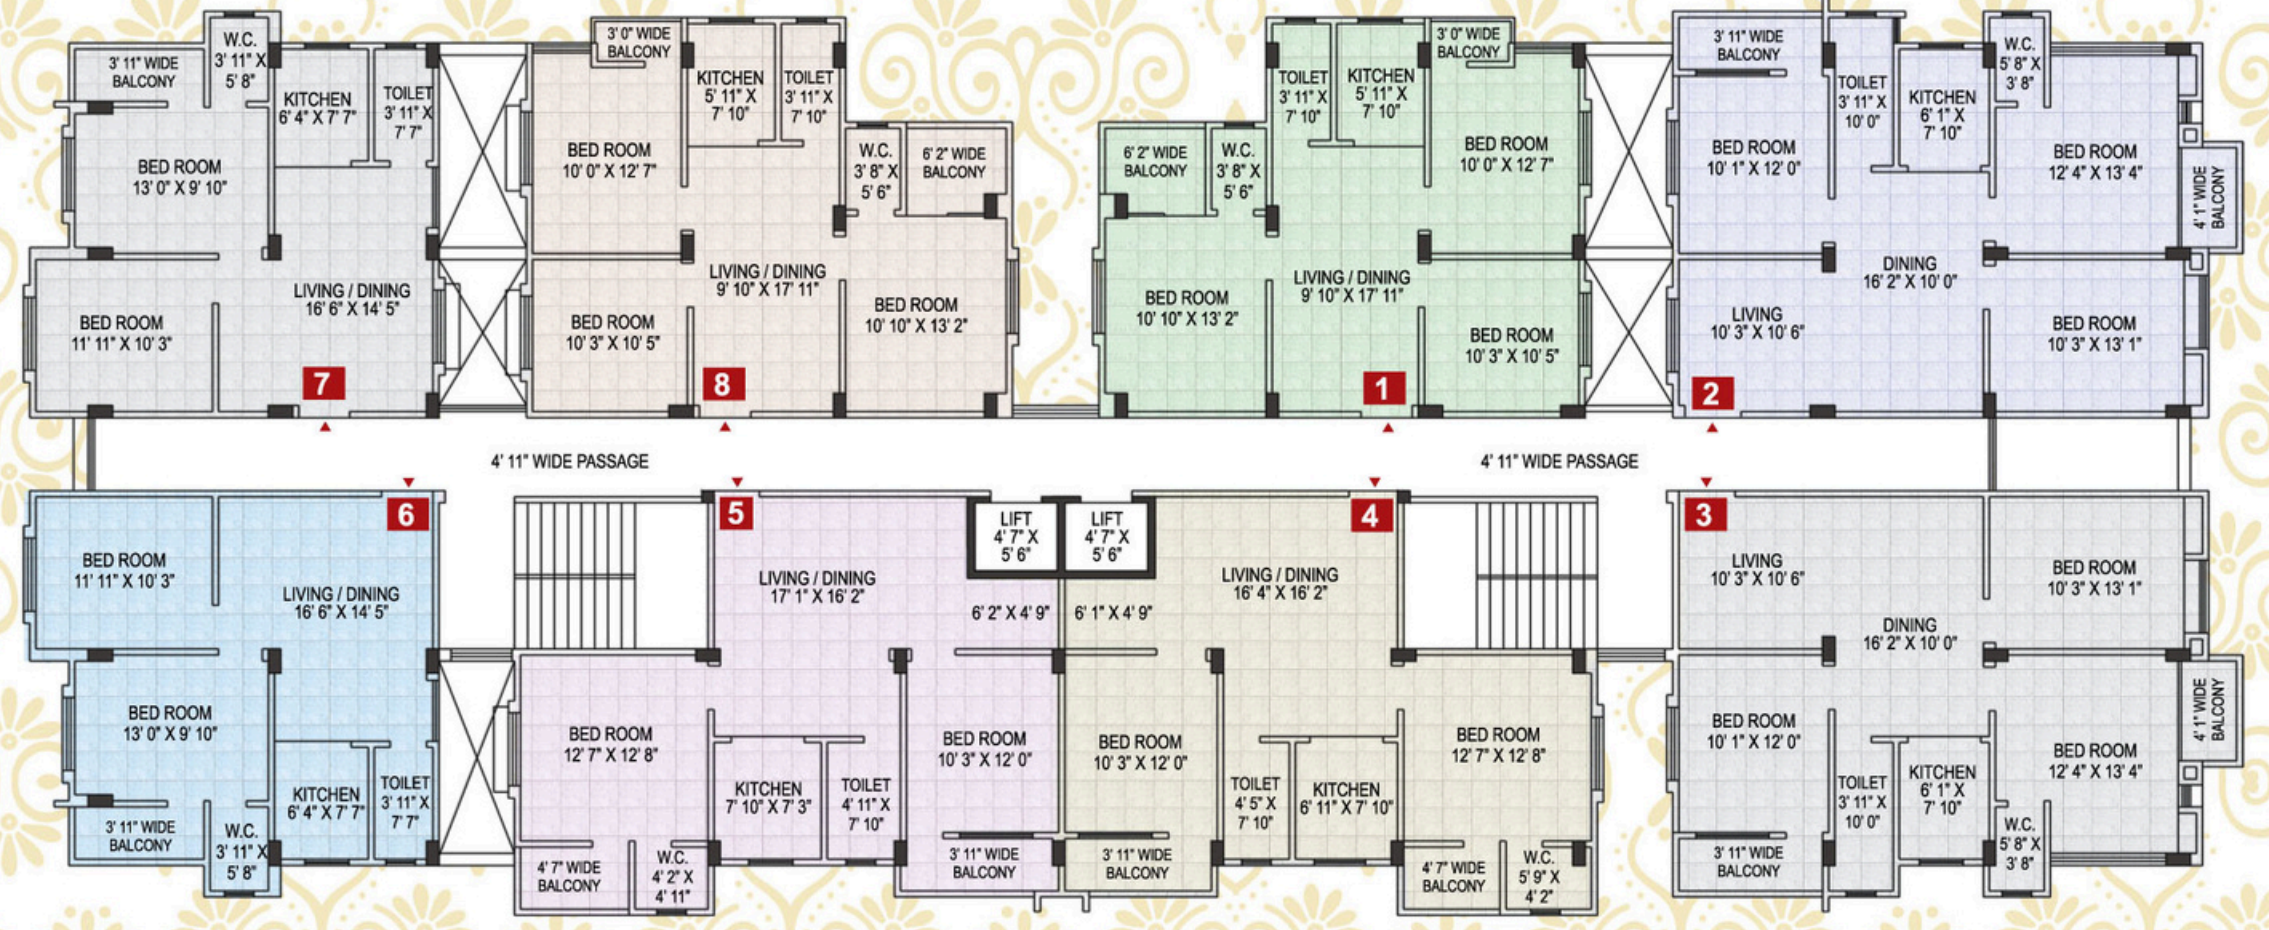 3' 11" WIDE
BALCONY
W.C.
3' 11" X
5' 8"
KITCHEN
6' 4" X 7' 7"
TOILET
3' 11" X
7' 7"
BED ROOM
13' 0" X 9' 10"
BED ROOM
11' 11" X 10' 3"
LIVING / DINING
16' 6" X 14' 5"
7
3' 0" WIDE
BALCONY
KITCHEN
5' 11" X
7' 10"
TOILET
3' 11" X
7' 10"
BED ROOM
10' 0" X 12' 7"
W.C.
3' 8" X
5' 6"
6' 2" WIDE
BALCONY
LIVING / DINING
9' 10" X 17' 11"
BED ROOM
10' 3" X 10' 5"
BED ROOM
10' 10" X 13' 2"
8
TOILET
3' 11" X
7' 10"
KITCHEN
5' 11" X
7' 10"
3' 0" WIDE
BALCONY
6' 2" WIDE
BALCONY
W.C.
3' 8" X
5' 6"
BED ROOM
10' 0" X 12' 7"
BED ROOM
10' 10" X 13' 2"
LIVING / DINING
9' 10" X 17' 11"
BED ROOM
10' 3" X 10' 5"
1
3' 11" WIDE
BALCONY
TOILET
3' 11" X
10' 0"
KITCHEN
6' 1" X
7' 10"
W.C.
5' 8" X
3' 8"
BED ROOM
10' 1" X 12' 0"
BED ROOM
12' 4" X 13' 4"
4' 1" WIDE
BALCONY
DINING
16' 2" X 10' 0"
LIVING
10' 3" X 10' 6"
BED ROOM
10' 3" X 13' 1"
2
4' 11" WIDE PASSAGE
4' 11" WIDE PASSAGE
6
BED ROOM
11' 11" X 10' 3"
LIVING / DINING
16' 6" X 14' 5"
BED ROOM
13' 0" X 9' 10"
KITCHEN
6' 4" X 7' 7"
TOILET
3' 11" X
7' 7"
3' 11" WIDE
BALCONY
W.C.
3' 11" X
5' 8"
5
LIFT
4' 7" X
5' 6"
LIVING / DINING
17' 1" X 16' 2"
6' 2" X 4' 9"
BED ROOM
12' 7" X 12' 8"
BED ROOM
10' 3" X 12' 0"
KITCHEN
7' 10" X 7' 3"
TOILET
4' 11" X
7' 10"
4' 7" WIDE
BALCONY
W.C.
4' 2" X
4' 11"
3' 11" WIDE
BALCONY
LIFT
4' 7" X
5' 6"
4
LIVING / DINING
16' 4" X 16' 2"
6' 1" X 4' 9"
BED ROOM
10' 3" X 12' 0"
BED ROOM
12' 7" X 12' 8"
TOILET
4' 5" X
7' 10"
KITCHEN
6' 11" X 7' 10"
3' 11" WIDE
BALCONY
4' 7" WIDE
BALCONY
W.C.
5' 9" X
4' 2"
3
LIVING
10' 3" X 10' 6"
BED ROOM
10' 3" X 13' 1"
DINING
16' 2" X 10' 0"
BED ROOM
10' 1" X 12' 0"
BED ROOM
12' 4" X 13' 4"
4' 1" WIDE
BALCONY
TOILET
3' 11" X
10' 0"
KITCHEN
6' 1" X
7' 10"
W.C.
5' 8" X
3' 8"
3' 11" WIDE
BALCONY